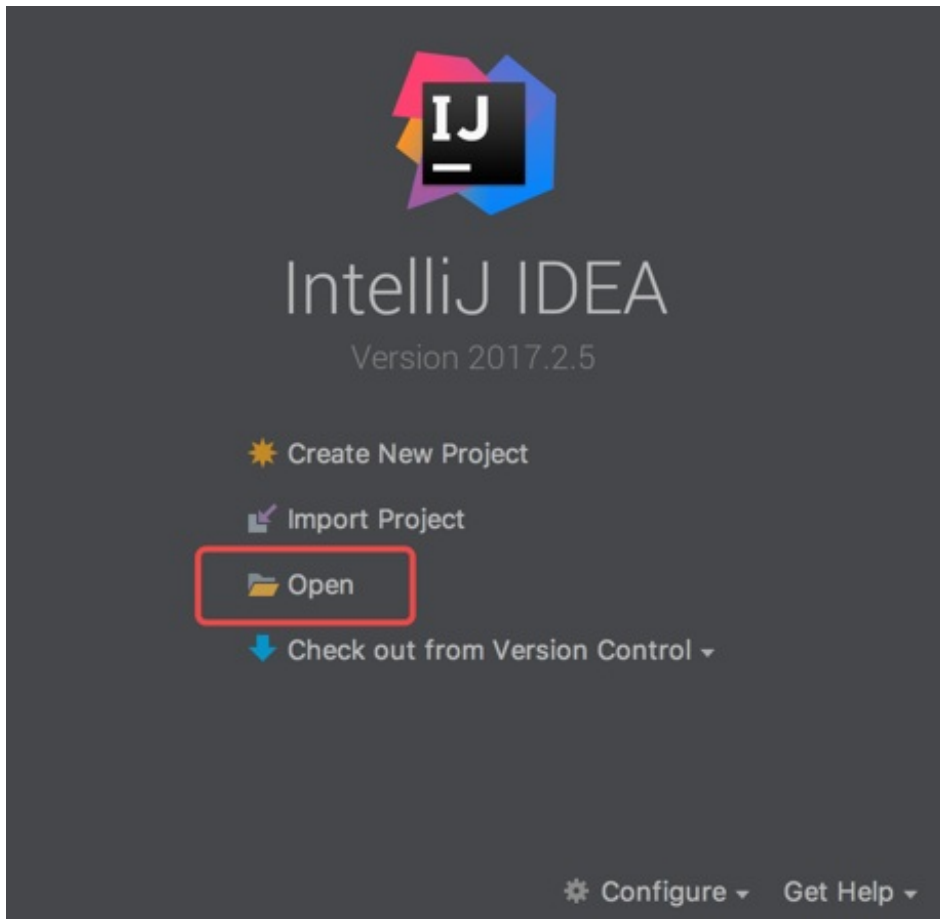 IJ
IntelliJ IDEA
Version 2017.2.5
Create New Project
Import Project
Open
Check out from Version Control
Configure Get Help